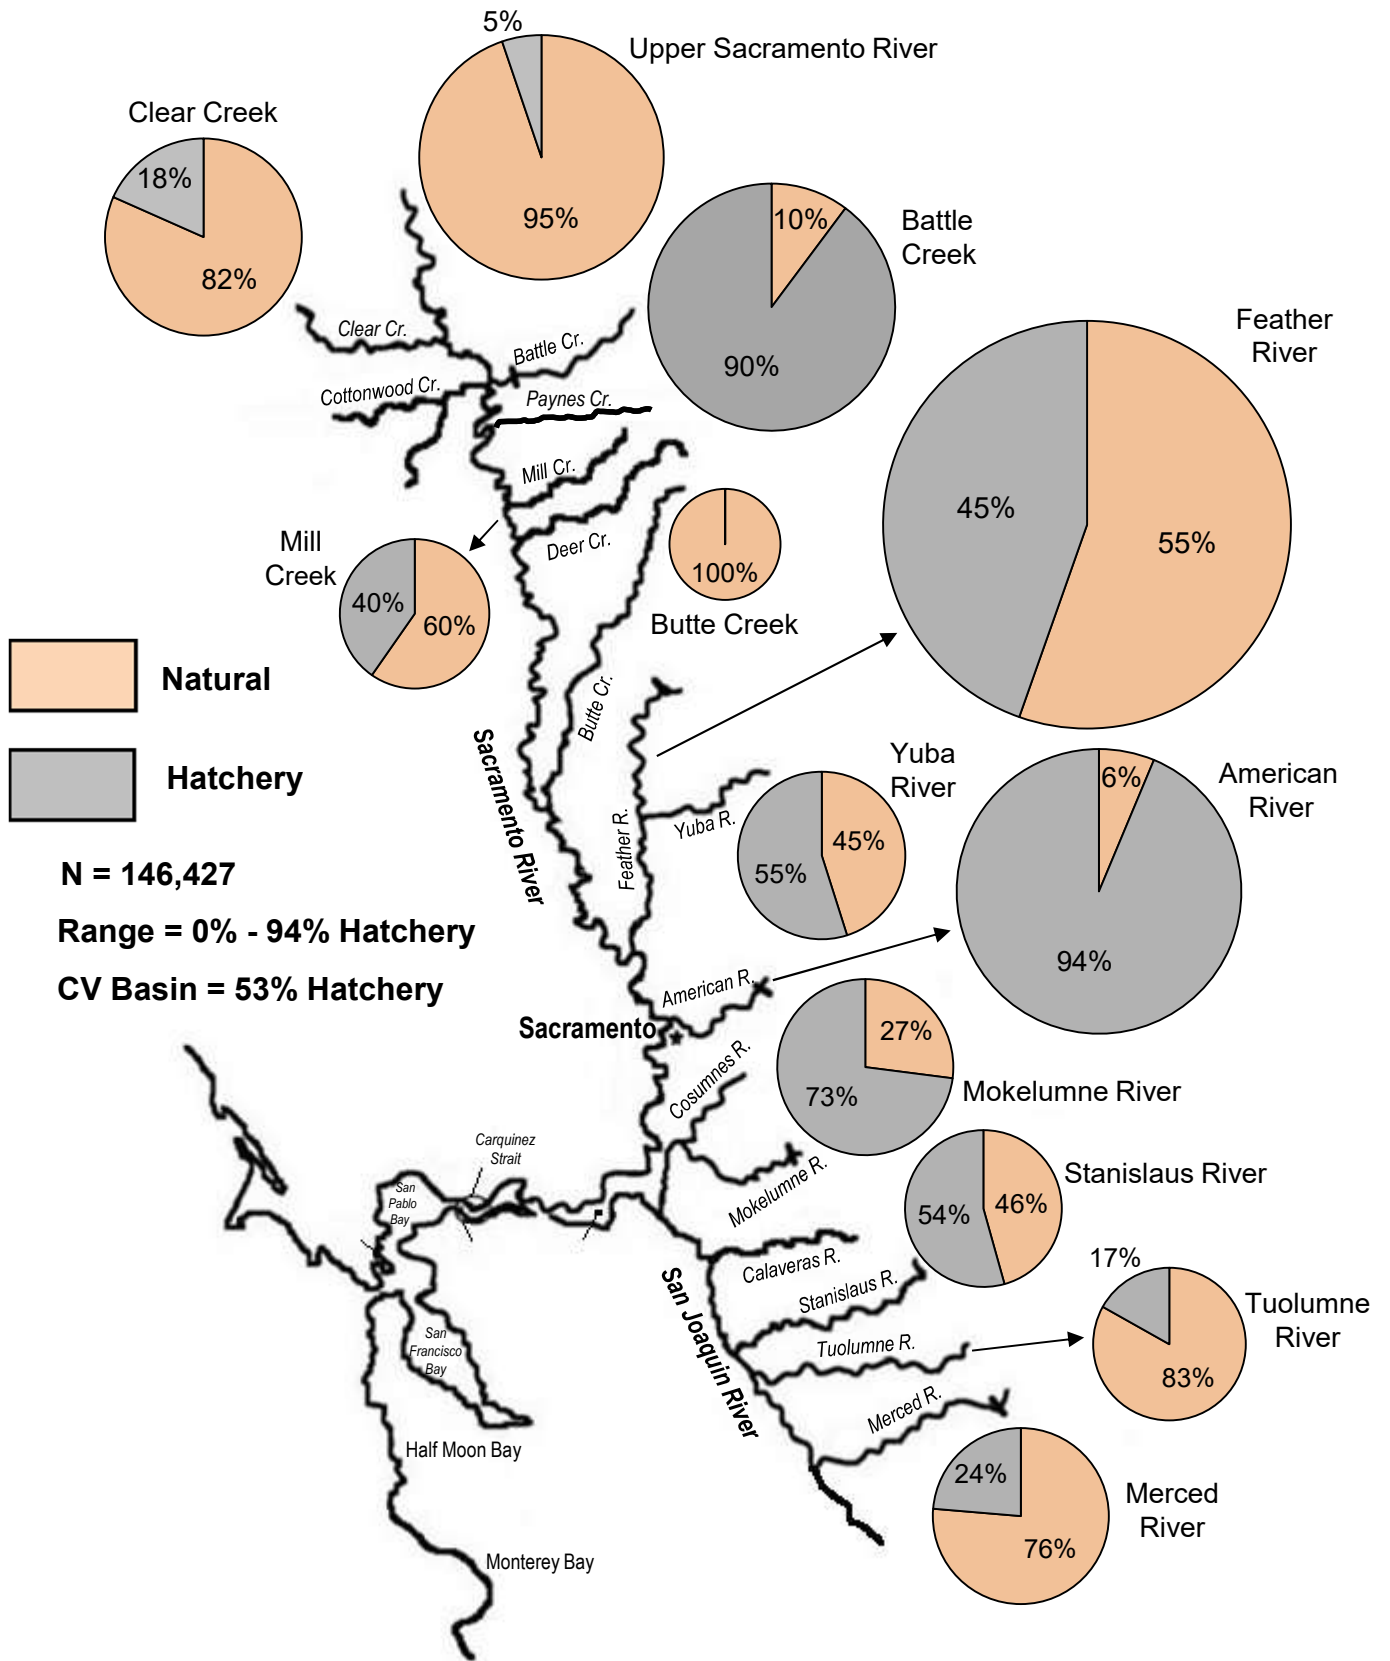 5%
Upper Sacramento River
95%
Clear Creek
18%
82%
10%
Battle
Creek
90%
Feather
River
45%
55%
Clear Cr.
Battle Cr.
Cottonwood Cr.
Paynes Cr.
Mill Cr.
Deer Cr.
Mill
Creek
40%
60%
100%
Butte Creek
Natural
Hatchery
N = 146,427
Range = 0% - 94% Hatchery
CV Basin = 53% Hatchery
Butte Cr.
Sacramento River
Feather R.
Yuba R.
Yuba
River
45%
55%
American
River
6%
94%
American R.
Sacramento
Cosumnes R.
27%
73%
Mokelumne River
Carquinez
Strait
San
Pablo
Bay
Mokelumne R.
Stanislaus River
54%
46%
Calaveras R.
Stanislaus R.
17%
Tuolumne
River
83%
San Joaquin River
Tuolumne R.
San
Francisco
Bay
Merced R.
Half Moon Bay
24%
Merced
River
76%
Monterey Bay